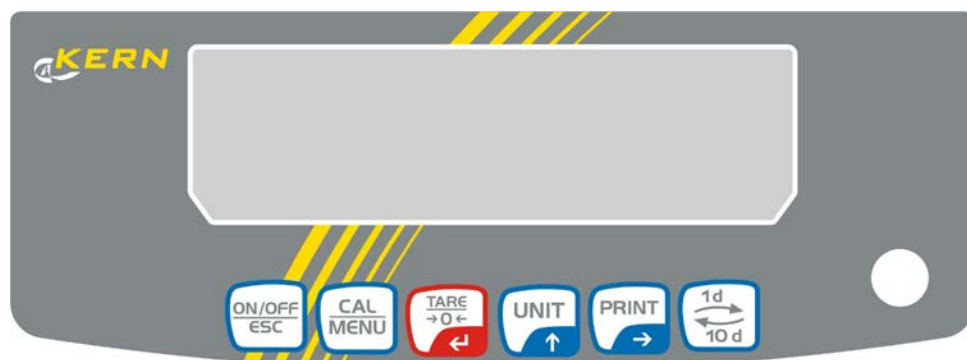 KERN
ON/OFF
ESC
CAL
MENU
TARE
→0←
↵
UNIT
↑
PRINT
→
1d
10 d